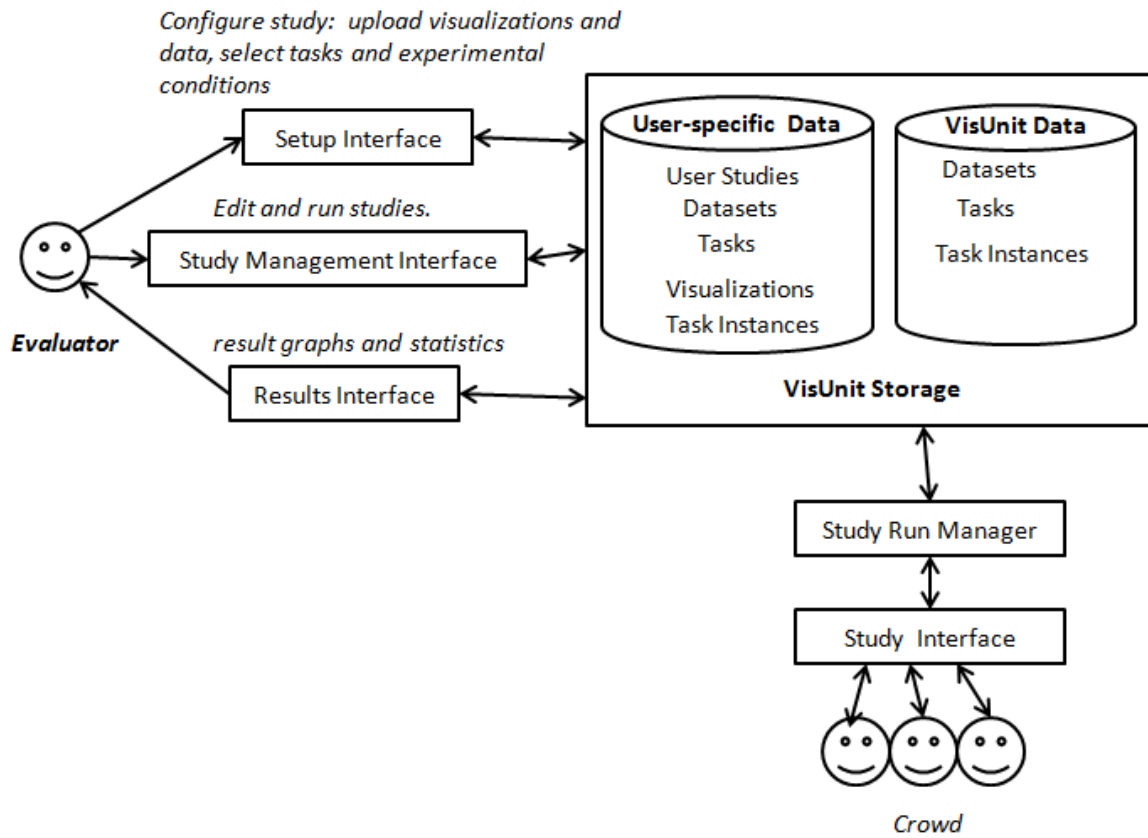 Configure study: upload visualizations and
data, select tasks and experimental
conditions
Setup Interface
Edit and run studies.
Study Management Interface
Evaluator
result graphs and statistics
Results Interface
User-specific Data
User Studies
Datasets
Tasks
Visualizations
Task Instances
VisUnit Data
Datasets
Tasks
Task Instances
VisUnit Storage
Study Run Manager
Study Interface
Crowd